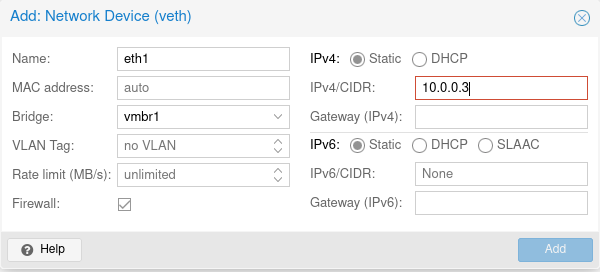 Add: Network Device (veth)
Name: eth1
MAC address: auto
Bridge: vmbr1
VLAN Tag: no VLAN
Rate limit (MB/s): unlimited
Firewall:
IPv4: Static DHCP
IPv4/CIDR: 10.0.0.3
Gateway (IPv4):
IPv6: Static DHCP SLAAC
IPv6/CIDR: None
Gateway (IPv6):
Help
Add